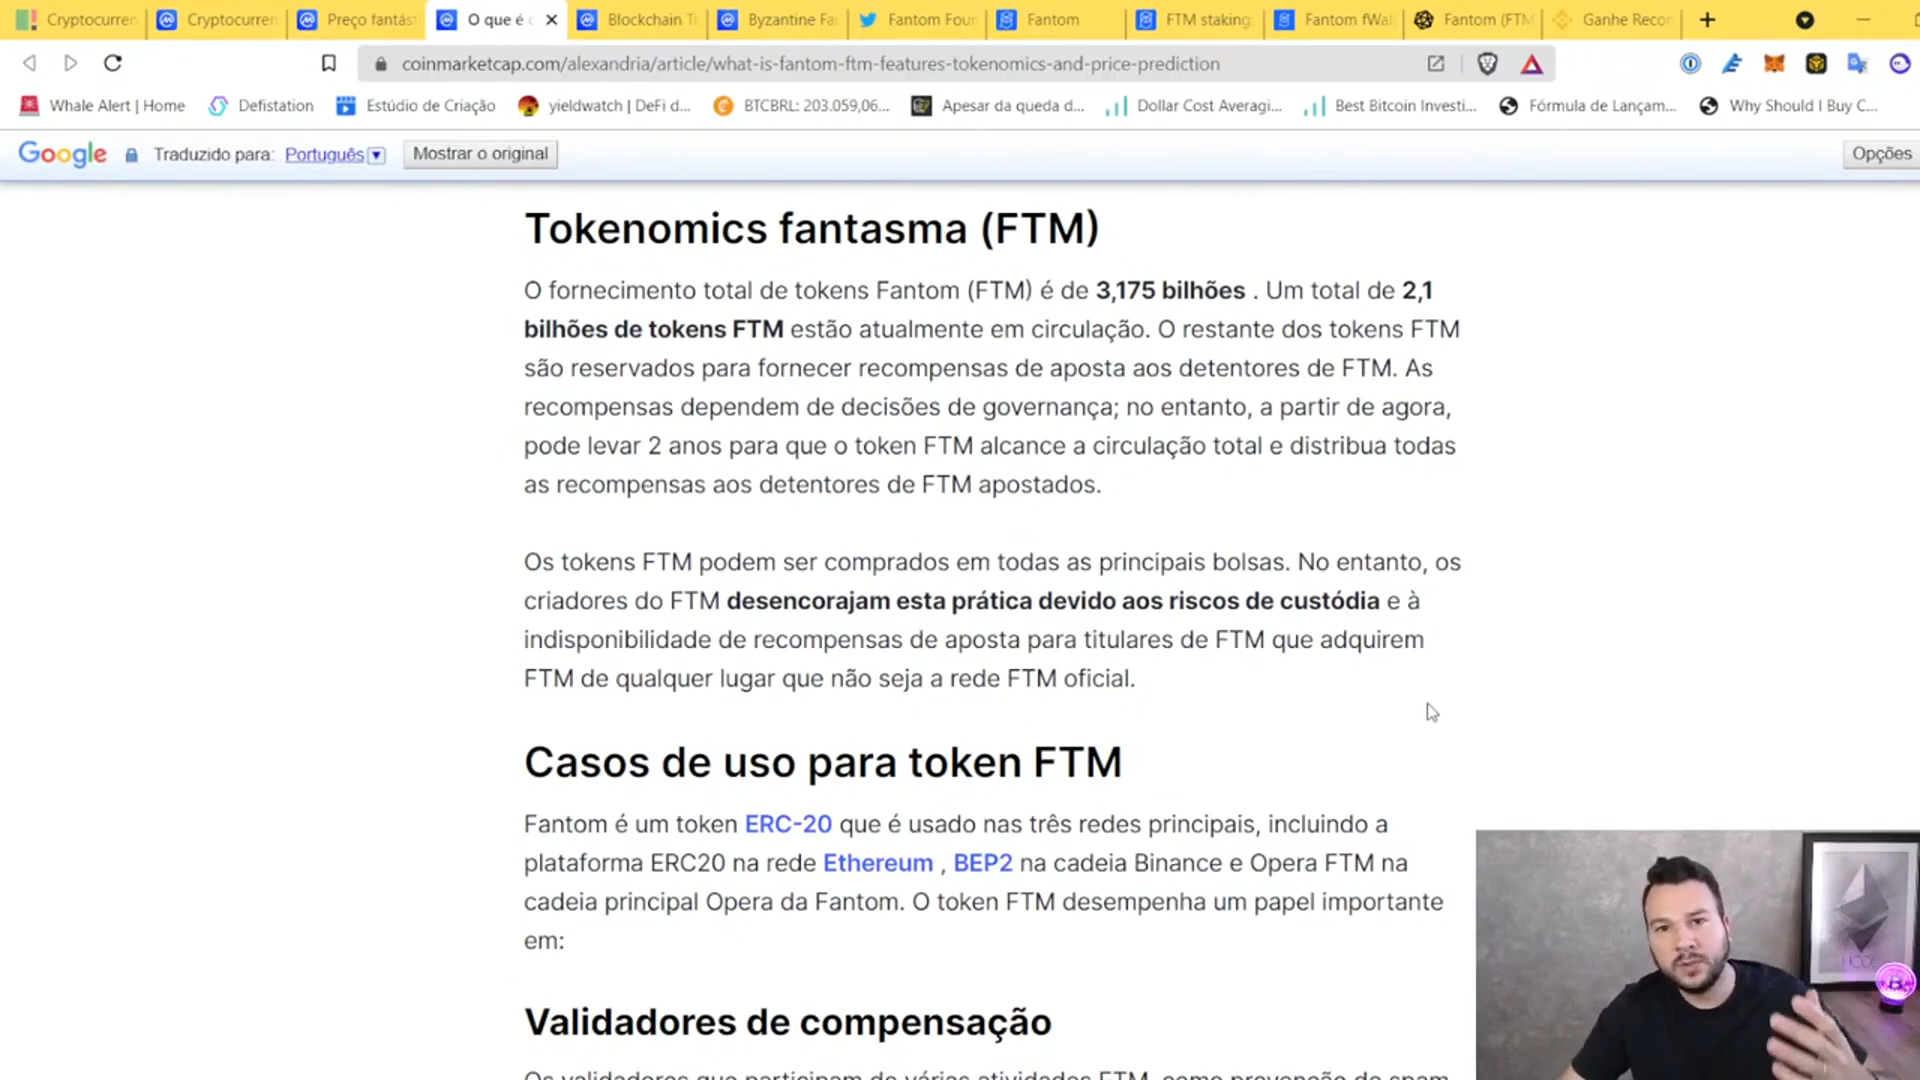 Cryptocurren
Cryptocurren
Preço fantás
O que é
Blockchain T
Byzantine Fa
Fantom Foun
Fantom
FTM staking
Fantom fWal
Fantom (FTM
Ganhe Reco
coinmarketcap.com/alexandria/article/what-is-fantom-ftm-features-tokenomics-and-price-prediction
Whale Alert | Home
Defistation
Estúdio de Criação
yieldwatch | DeFi d...
BTCBRL: 203.059,06...
Apesar da queda d...
Dollar Cost Averagi...
Best Bitcoin Investi...
Fórmula de Lançam...
Why Should I Buy C...
Google Traduzido para: Português Mostrar o original Opções
Tokenomics fantasma (FTM)
O fornecimento total de tokens Fantom (FTM) é de 3,175 bilhões . Um total de 2,1
bilhões de tokens FTM estão atualmente em circulação. O restante dos tokens FTM
são reservados para fornecer recompensas de aposta aos detentores de FTM. As
recompensas dependem de decisões de governança; no entanto, a partir de agora,
pode levar 2 anos para que o token FTM alcance a circulação total e distribua todas
as recompensas aos detentores de FTM apostados.
Os tokens FTM podem ser comprados em todas as principais bolsas. No entanto, os
criadores do FTM desencorajam esta prática devido aos riscos de custódia e à
indisponibilidade de recompensas de aposta para titulares de FTM que adquirem
FTM de qualquer lugar que não seja a rede FTM oficial.
Casos de uso para token FTM
Fantom é um token ERC-20 que é usado nas três redes principais, incluindo a
plataforma ERC20 na rede Ethereum , BEP2 na cadeia Binance e Opera FTM na
cadeia principal Opera da Fantom. O token FTM desempenha um papel importante
em:
Validadores de compensação
Os validadores que participam de várias atividades FTM, como prevenção de spam